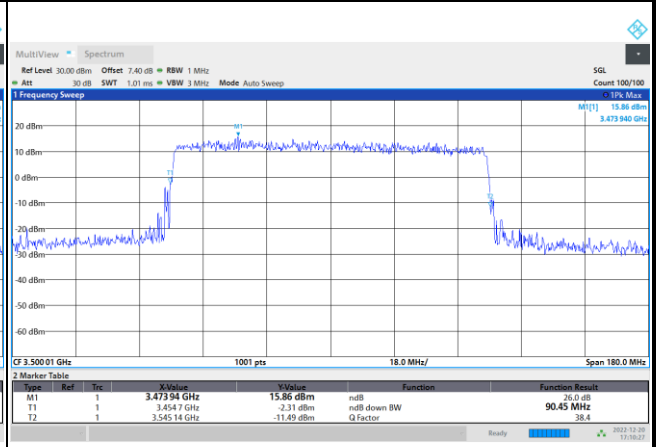 MultiView Spectrum
Ref Level 30.00 dBm Offset 7.40 dB RBW 1 MHz SGL
Att 30 dB SWT 1.01 ms VBW 3 MHz Mode Auto Sweep Count 100/100
1 Frequency Sweep 1Pk Max
M1[1] 15.86 dBm
3.473 940 GHz
20 dBm
M1
10 dBm
T1
0 dBm
T2
-10 dBm
-20 dBm
-30 dBm
-40 dBm
-50 dBm
-60 dBm
CF 3.500 01 GHz 1001 pts 18.0 MHz/ Span 180.0 MHz
2 Marker Table
Type Ref Trc X-Value Y-Value Function Function Result
M1 1 3.473 94 GHz 15.86 dBm ndB 26.0 dB
T1 1 3.454 7 GHz -2.31 dBm ndB down BW 90.45 MHz
T2 1 3.545 14 GHz -11.49 dBm Q Factor 38.4
Ready 2022-12-20
17:10:27